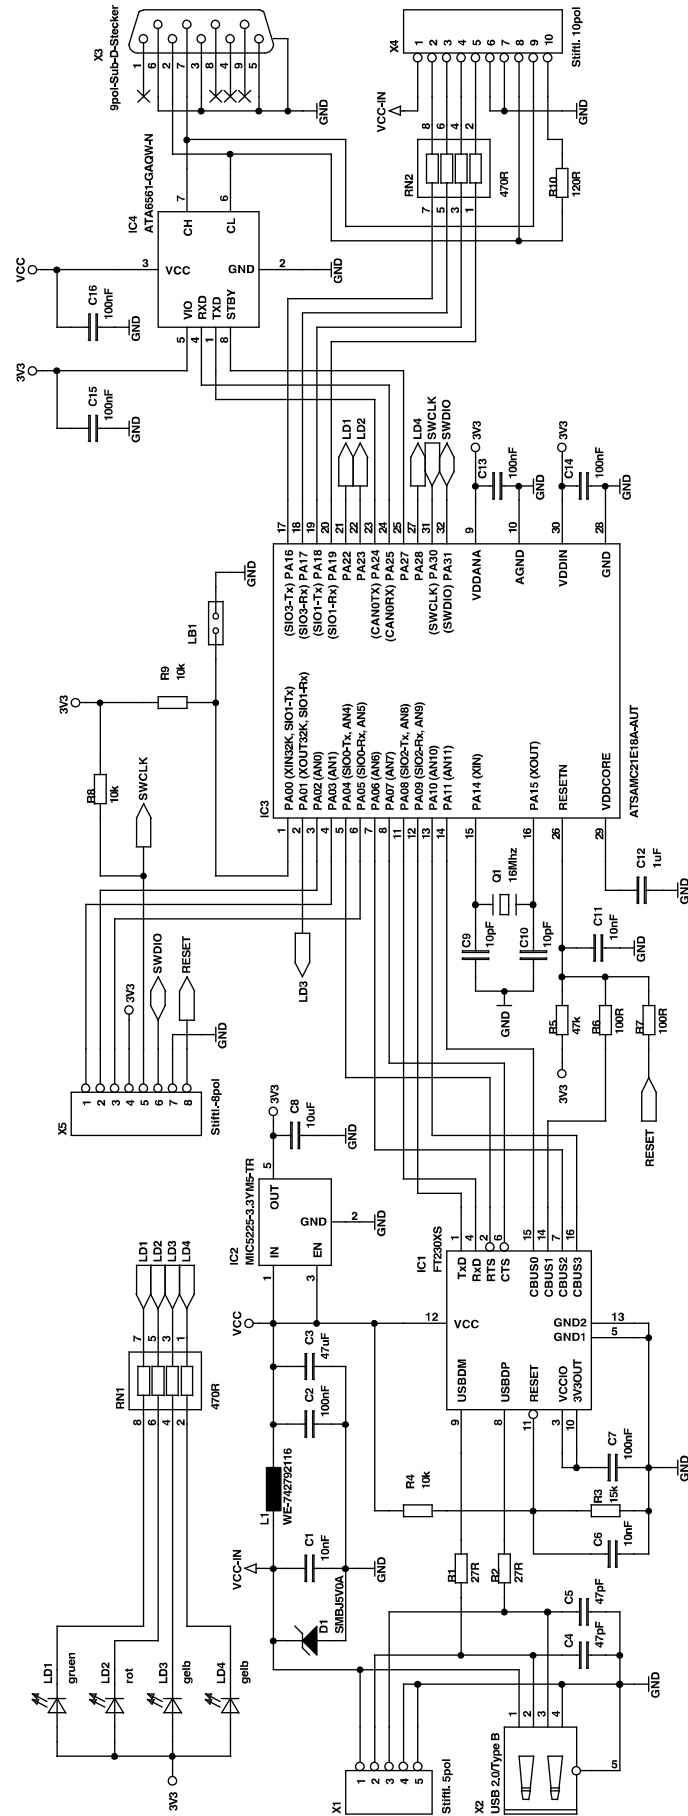 3V3
LD1
gruen
LD2
rot
LD3
gelb
LD4
gelb
RN1
470R
8
6
4
2
7
5
3
1
LD1
LD2
LD3
LD4
X5
Stiftl.-8pol
1
2
3
4
5
6
7
8
3V3
SWCLK
SWDIO
RESET
GND
R8
10k
3V3
R9
10k
LB1
GND
3V3
C15
100nF
GND
VCC
C16
100nF
GND
IC4
ATA6561-GAQW-N
VIO
RXD
TXD
STBY
VCC
GND
CH
CL
5
4
1
8
3
2
7
6
GND
X3
9pol-Sub-D-Stecker
1
6
2
7
3
8
4
9
5
GND
X1
Stiftl. 5pol
1
2
3
4
5
X2
USB 2.0/Type B
1
2
3
4
5
GND
C4
47pF
C5
47pF
D1
SMBJ5V0A
VCC-IN
C1
10nF
GND
L1
WE-742792116
C2
100nF
C3
47uF
VCC
IC2
MIC5225-3.3YM5-TR
IN
EN
OUT
GND
1
3
5
2
GND
3V3
C8
10uF
GND
R1
27R
R2
27R
R4
10k
R3
15k
C6
10nF
C7
100nF
GND
IC1
FT230XS
USBDM
USBDP
RESET
VCCIO
3V3OUT
VCC
GND2
GND1
TxD
RxD
RTS
CTS
CBUS0
CBUS1
CBUS2
CBUS3
9
8
11
3
10
12
13
5
1
4
2
6
15
14
7
16
LD3
C9
10pF
C10
10pF
Q1
16Mhz
GND
3V3
R5
47k
R6
100R
R7
100R
RESET
C11
10nF
GND
C12
1uF
GND
IC3
ATSAMC21E18A-AUT
1
2
3
4
5
6
7
8
11
12
13
14
15
16
26
29
PA00 (XIN32K, SIO1-Tx)
PA01 (XOUT32K, SIO1-Rx)
PA02 (AN0)
PA03 (AN1)
PA04 (SIO0-Tx, AN4)
PA05 (SIO0-Rx, AN5)
PA06 (AN6)
PA07 (AN7)
PA08 (SIO2-Tx, AN8)
PA09 (SIO2-Rx, AN9)
PA10 (AN10)
PA11 (AN11)
PA14 (XIN)
PA15 (XOUT)
RESETN
VDDCORE
(SIO3-Tx) PA16
(SIO3-Rx) PA17
(SIO1-Tx) PA18
(SIO1-Rx) PA19
PA22
PA23
(CAN0TX) PA24
(CAN0RX) PA25
PA27
PA28
(SWCLK) PA30
(SWDIO) PA31
VDDANA
AGND
VDDIN
GND
17
18
19
20
21
22
23
24
25
27
31
32
9
10
30
28
LD1
LD2
LD4
SWCLK
SWDIO
3V3
C13
100nF
GND
3V3
C14
100nF
GND
RN2
470R
7
5
3
1
8
6
4
2
R10
120R
VCC-IN
GND
X4
Stiftl. 10pol
1
2
3
4
5
6
7
8
9
10